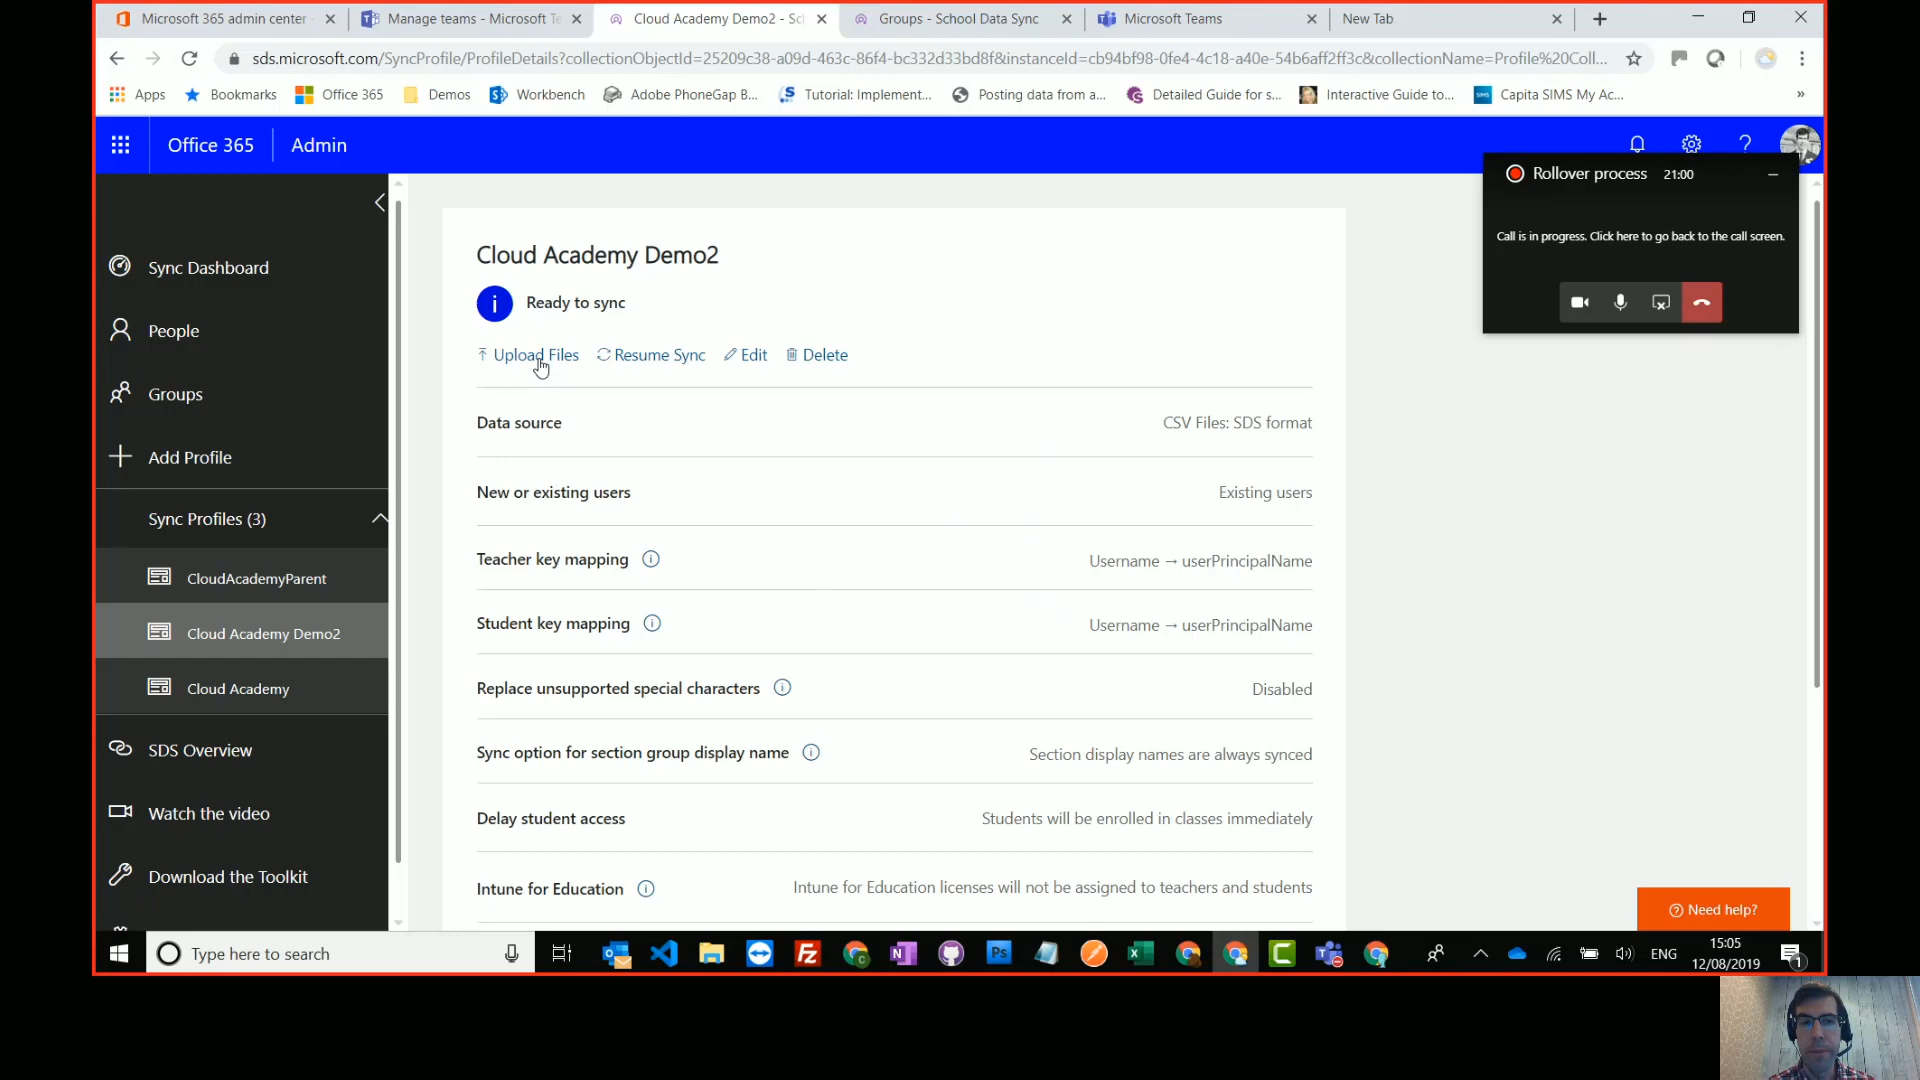 Microsoft 365 admin center
Manage teams - Microsoft Te
Cloud Academy Demo2 - Sc
Groups - School Data Sync
Microsoft Teams
New Tab
sds.microsoft.com/SyncProfile/ProfileDetails?collectionObjectId=25209c38-a09d-463c-86f4-bc332d33bd8f&instanceId=cb94bf98-0fe4-4c18-a40e-54b6aff2ff3c&collectionName=Profile%20Coll...
Apps
Bookmarks
Office 365
Demos
Workbench
Adobe PhoneGap B...
Tutorial: Implement...
Posting data from a...
Detailed Guide for s...
Interactive Guide to...
Capita SIMS My Ac...
»
Office 365
Admin
Rollover process 21:00
Call is in progress. Click here to go back to the call screen.
Sync Dashboard
People
Groups
Add Profile
Sync Profiles (3)
CloudAcademyParent
Cloud Academy Demo2
Cloud Academy
SDS Overview
Watch the video
Download the Toolkit
Cloud Academy Demo2
Ready to sync
Upload Files
Resume Sync
Edit
Delete
Data source
CSV Files: SDS format
New or existing users
Existing users
Teacher key mapping
Username → userPrincipalName
Student key mapping
Username → userPrincipalName
Replace unsupported special characters
Disabled
Sync option for section group display name
Section display names are always synced
Delay student access
Students will be enrolled in classes immediately
Intune for Education
Intune for Education licenses will not be assigned to teachers and students
Need help?
Type here to search
ENG
15:05
12/08/2019
1